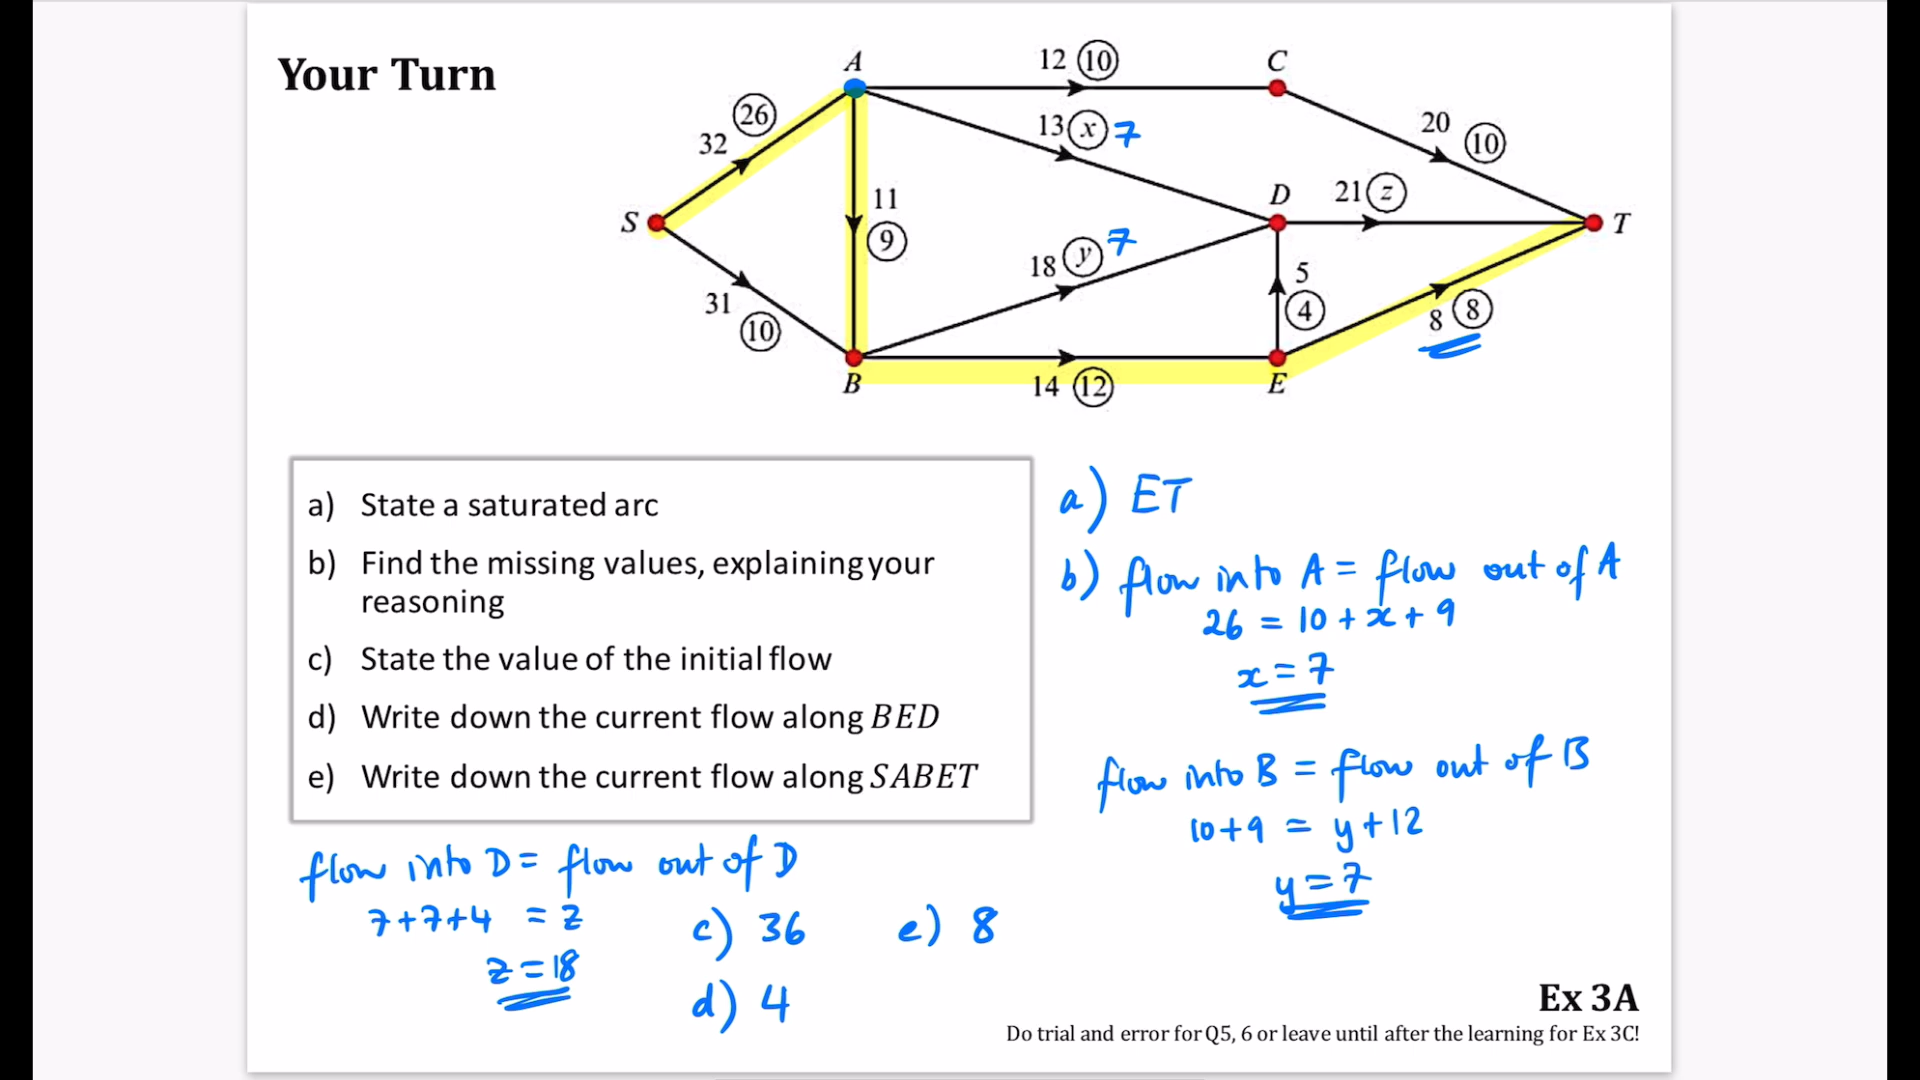 Your Turn
A
12 10
C
26
32
13 x 7
20
10
S
11
9
D
21 z
T
18 y 7
31
10
5
4
8 8
B
14 12
E
a) State a saturated arc
b) Find the missing values, explaining your
reasoning
c) State the value of the initial flow
d) Write down the current flow along BED
e) Write down the current flow along SABET
a) ET
b) flow into A = flow out of A
26 = 10 + x + 9
x = 7
flow into B = flow out of B
10+9 = y+12
y = 7
flow into D = flow out of D
7+7+4 = z
z = 18
c) 36
e) 8
d) 4
Ex 3A
Do trial and error for Q5, 6 or leave until after the learning for Ex 3C!